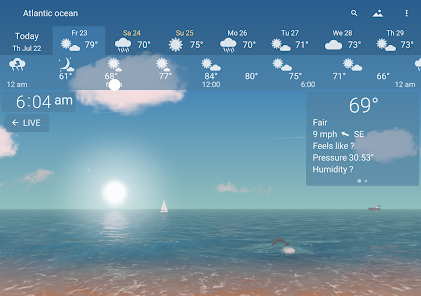 Atlantic ocean
Today Th Jul 22
Fr 23 79°
Sa 24 70°
Su 25 75°
Mo 26 70°
Tu 27 71°
We 28 73°
Th 29 73°
61° 68° 77° 84° 80° 75° 71° 66°
12 am 6:00 12:00 6:00 12 am
6:04 am
← LIVE
69°
Fair
9 mph SE
Feels like ?
Pressure 30.53"
Humidity ?